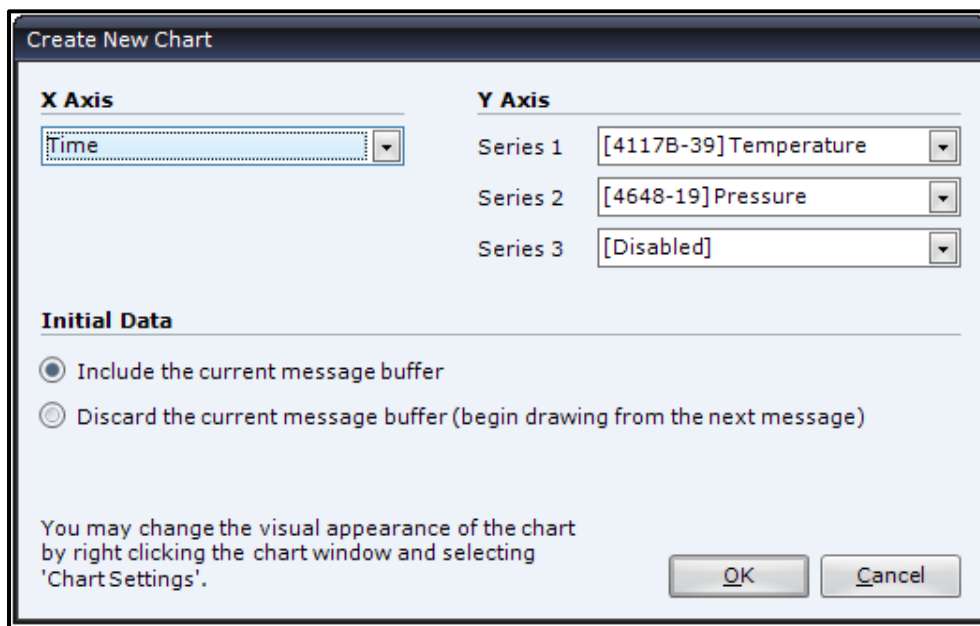 Create New Chart
X Axis
Time
Y Axis
Series 1 [4117B-39] Temperature
Series 2 [4648-19] Pressure
Series 3 [Disabled]
Initial Data
Include the current message buffer
Discard the current message buffer (begin drawing from the next message)
You may change the visual appearance of the chart
by right clicking the chart window and selecting
'Chart Settings'.
OK
Cancel